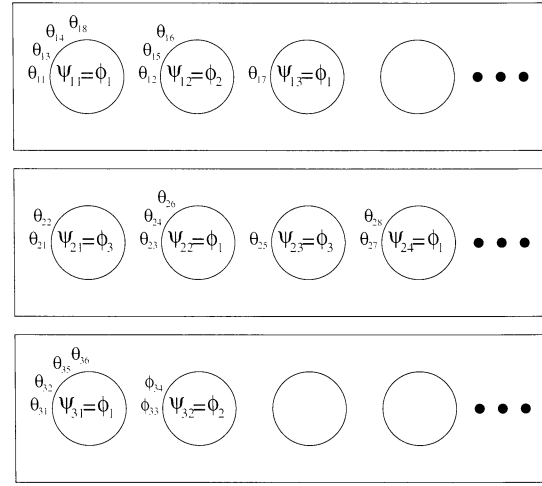 θ₁₄ θ₁₈ θ₁₆
θ₁₃ θ₁₅
θ₁₁ ψ₁₁=ϕ₁ θ₁₂ ψ₁₂=ϕ₂ θ₁₇ ψ₁₃=ϕ₁
θ₂₆
θ₂₂ θ₂₄ θ₂₈
θ₂₁ ψ₂₁=ϕ₃ θ₂₃ ψ₂₂=ϕ₁ θ₂₅ ψ₂₃=ϕ₃ θ₂₇ ψ₂₄=ϕ₁
θ₃₅ θ₃₆
θ₃₂ ϕ₃₄
θ₃₁ ψ₃₁=ϕ₁ ϕ₃₃ ψ₃₂=ϕ₂